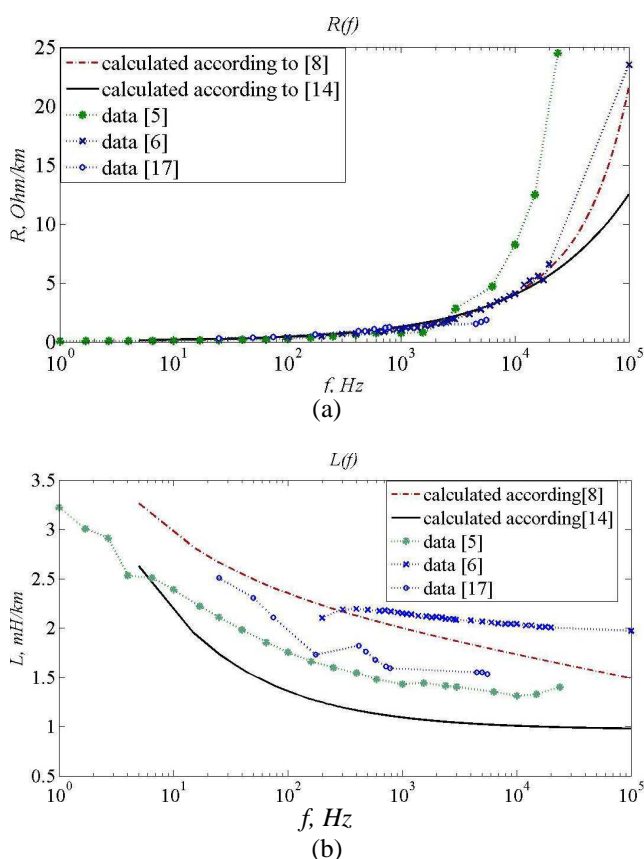 R(f)
25
20
15
10
5
0
R, Ohm/km
calculated according to [8]
calculated according to [14]
data [5]
data [6]
data [17]
10^0
10^1
10^2
10^3
10^4
10^5
f, Hz
(a)
L(f)
3.5
3
2.5
2
1.5
1
0.5
L, mH/km
calculated according[8]
calculated according[14]
data [5]
data [6]
data [17]
10^0
10^1
10^2
10^3
10^4
10^5
f, Hz
(b)